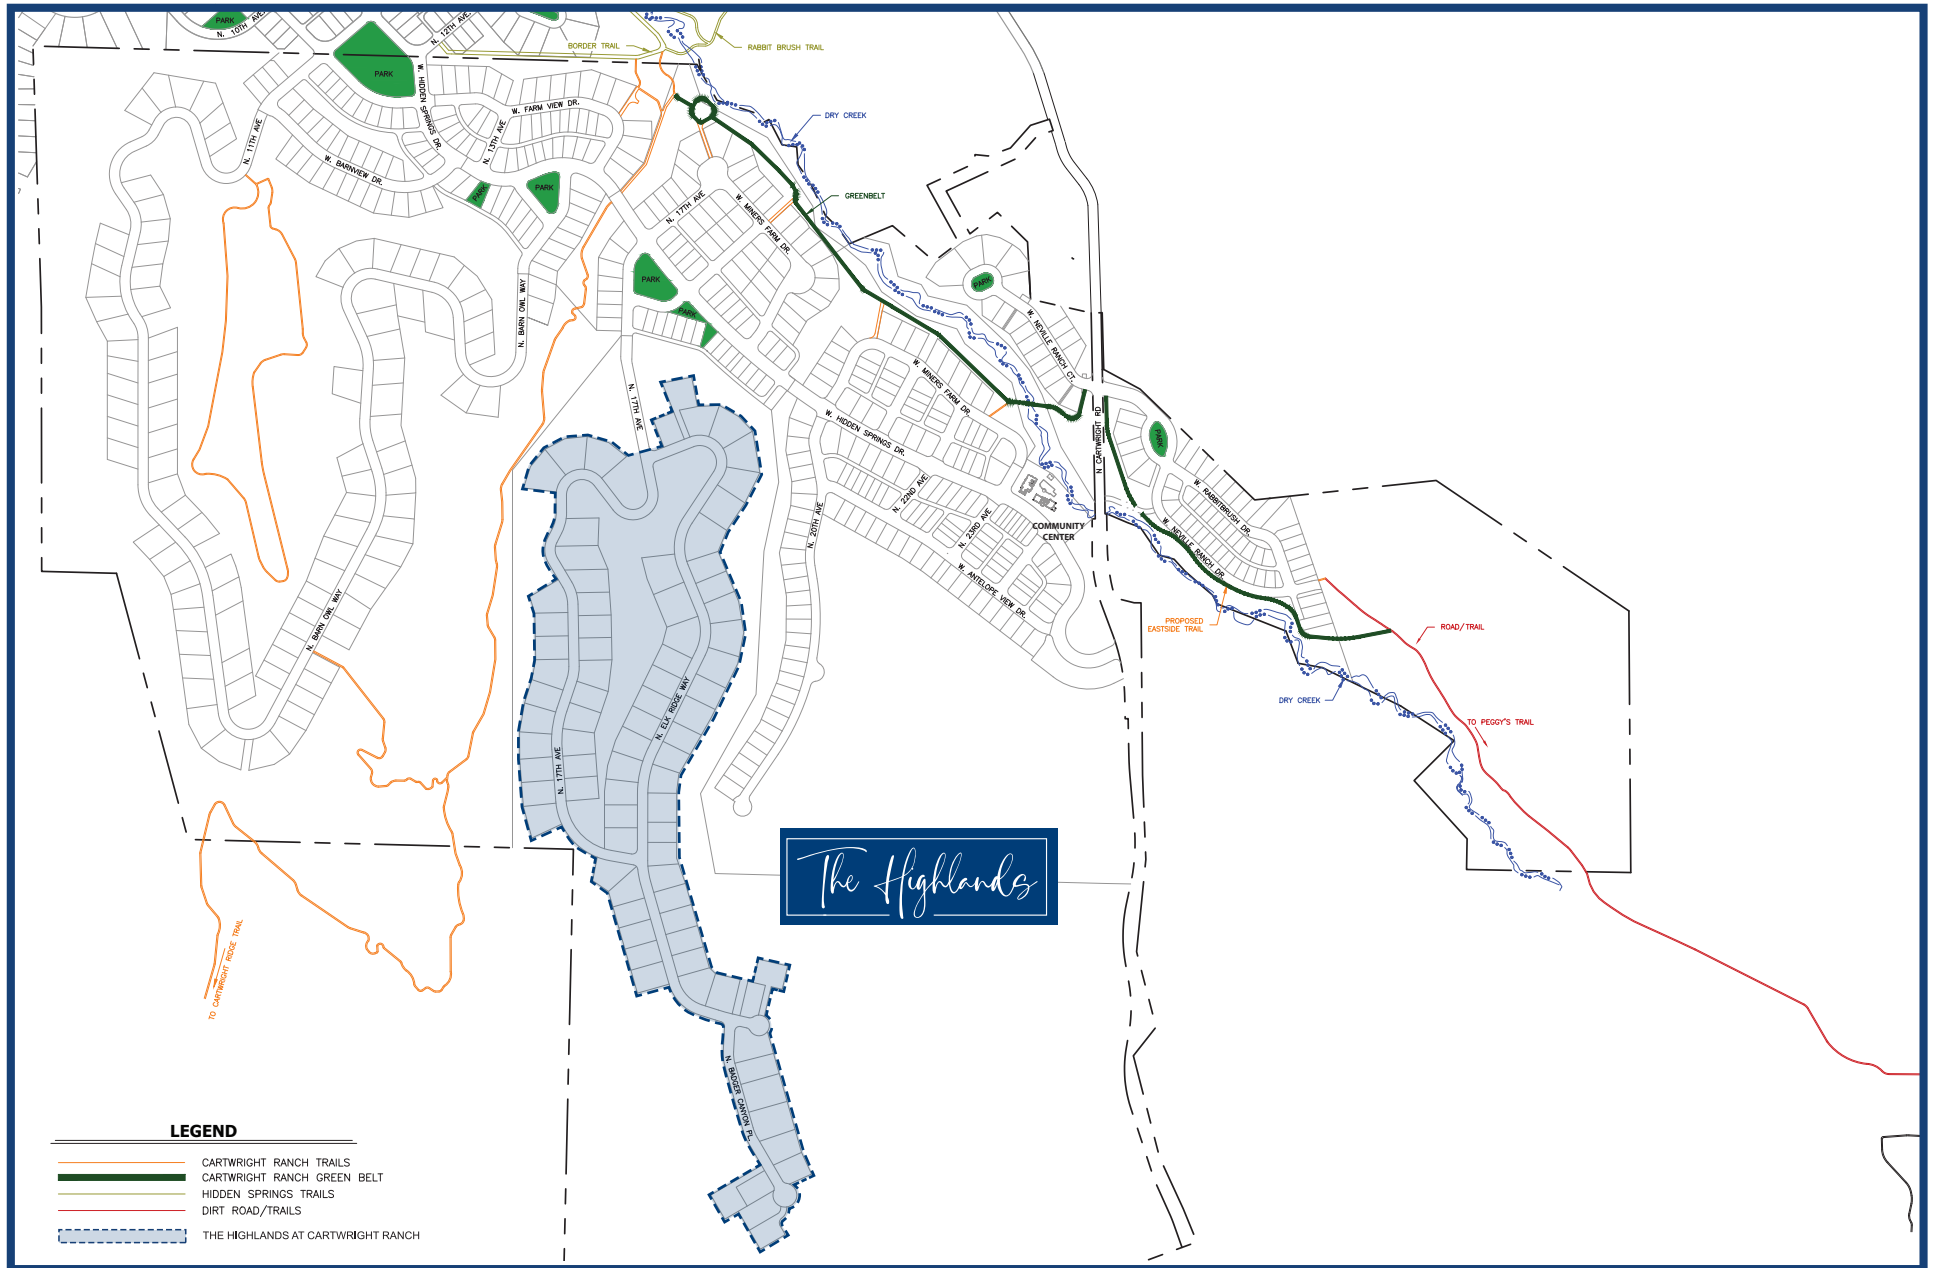 PARK
N. 10TH AVE.
N. 12TH AVE.
BORDER TRAIL
RABBIT BRUSH TRAIL
PARK
W. HIDDEN SPRINGS DR.
W. FARM VIEW DR.
N. 13TH AVE
N. 11TH AVE
W. BARNVIEW DR.
DRY CREEK
PARK
PARK
GREENBELT
N. 17TH AVE
W. MINERS FARM DR.
PARK
PARK
PARK
N. BARN OWL WAY
W. NEVILLE RANCH CT.
N. 17TH AVE
W. MINERS FARM DR.
W. HIDDEN SPRINGS DR.
N CARTWRIGHT RD
PARK
N. 22ND AVE
W. RABBITBRUSH DR.
N. 20TH AVE
N. 23RD AVE
COMMUNITY
CENTER
W. NEVILLE RANCH DR.
W. ANTELOPE VIEW DR.
N. BARN OWL WAY
PROPOSED
EASTSIDE TRAIL
ROAD/TRAIL
DRY CREEK
TO PEGGY'S TRAIL
N. ELK RIDGE WAY
N. 17TH AVE
The Highlands
TO CARTWRIGHT RIDGE TRAIL
N. BADGER CANYON PL.
LEGEND
CARTWRIGHT RANCH TRAILS
CARTWRIGHT RANCH GREEN BELT
HIDDEN SPRINGS TRAILS
DIRT ROAD/TRAILS
THE HIGHLANDS AT CARTWRIGHT RANCH